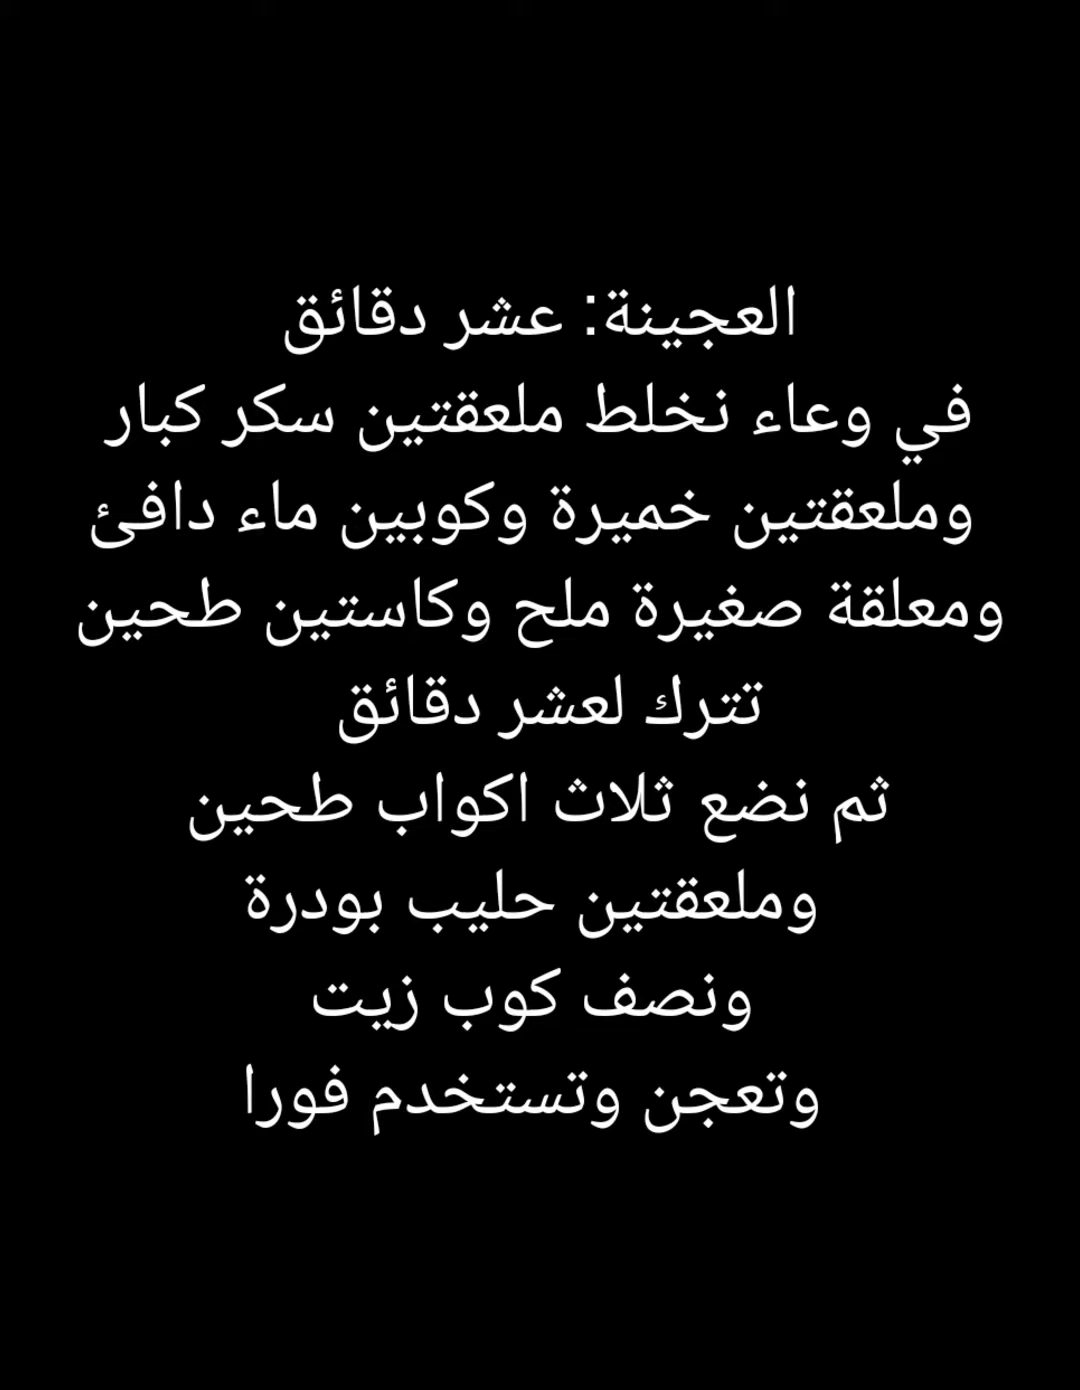 العجينة: عشر دقائق
في وعاء نخلط ملعقتين سكر كبار
وملعقتين خميرة وكوبين ماء دافئ
ومعلقة صغيرة ملح وكاستين طحين
تترك لعشر دقائق
ثم نضع ثلاث اكواب طحين
وملعقتين حليب بودرة
ونصف كوب زيت
وتعجن وتستخدم فورا